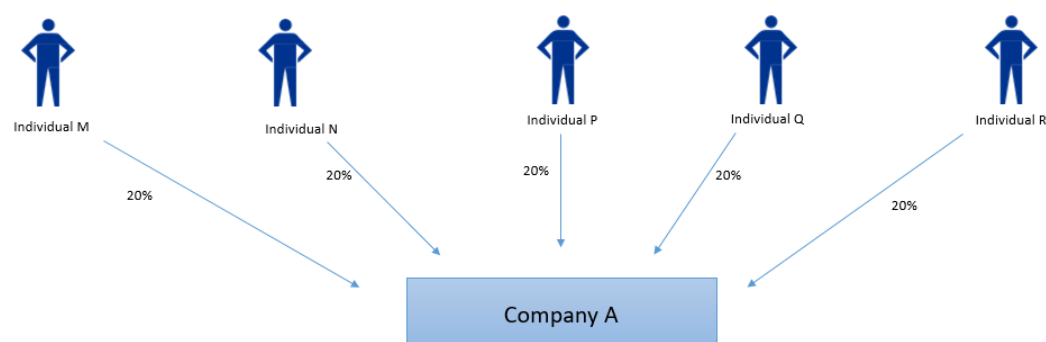 Individual M
Individual N
Individual P
Individual Q
Individual R
20%
20%
20%
20%
20%
Company A